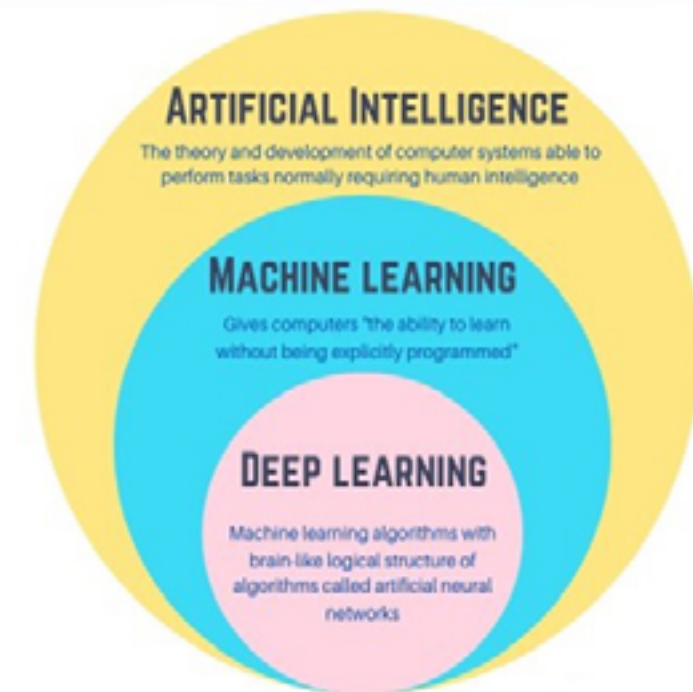 ARTIFICIAL INTELLIGENCE
The theory and development of computer systems able to
perform tasks normally requiring human intelligence
MACHINE LEARNING
Gives computers "the ability to learn
without being explicitly programmed"
DEEP LEARNING
Machine learning algorithms with
brain-like logical structure of
algorithms called artificial neural
networks